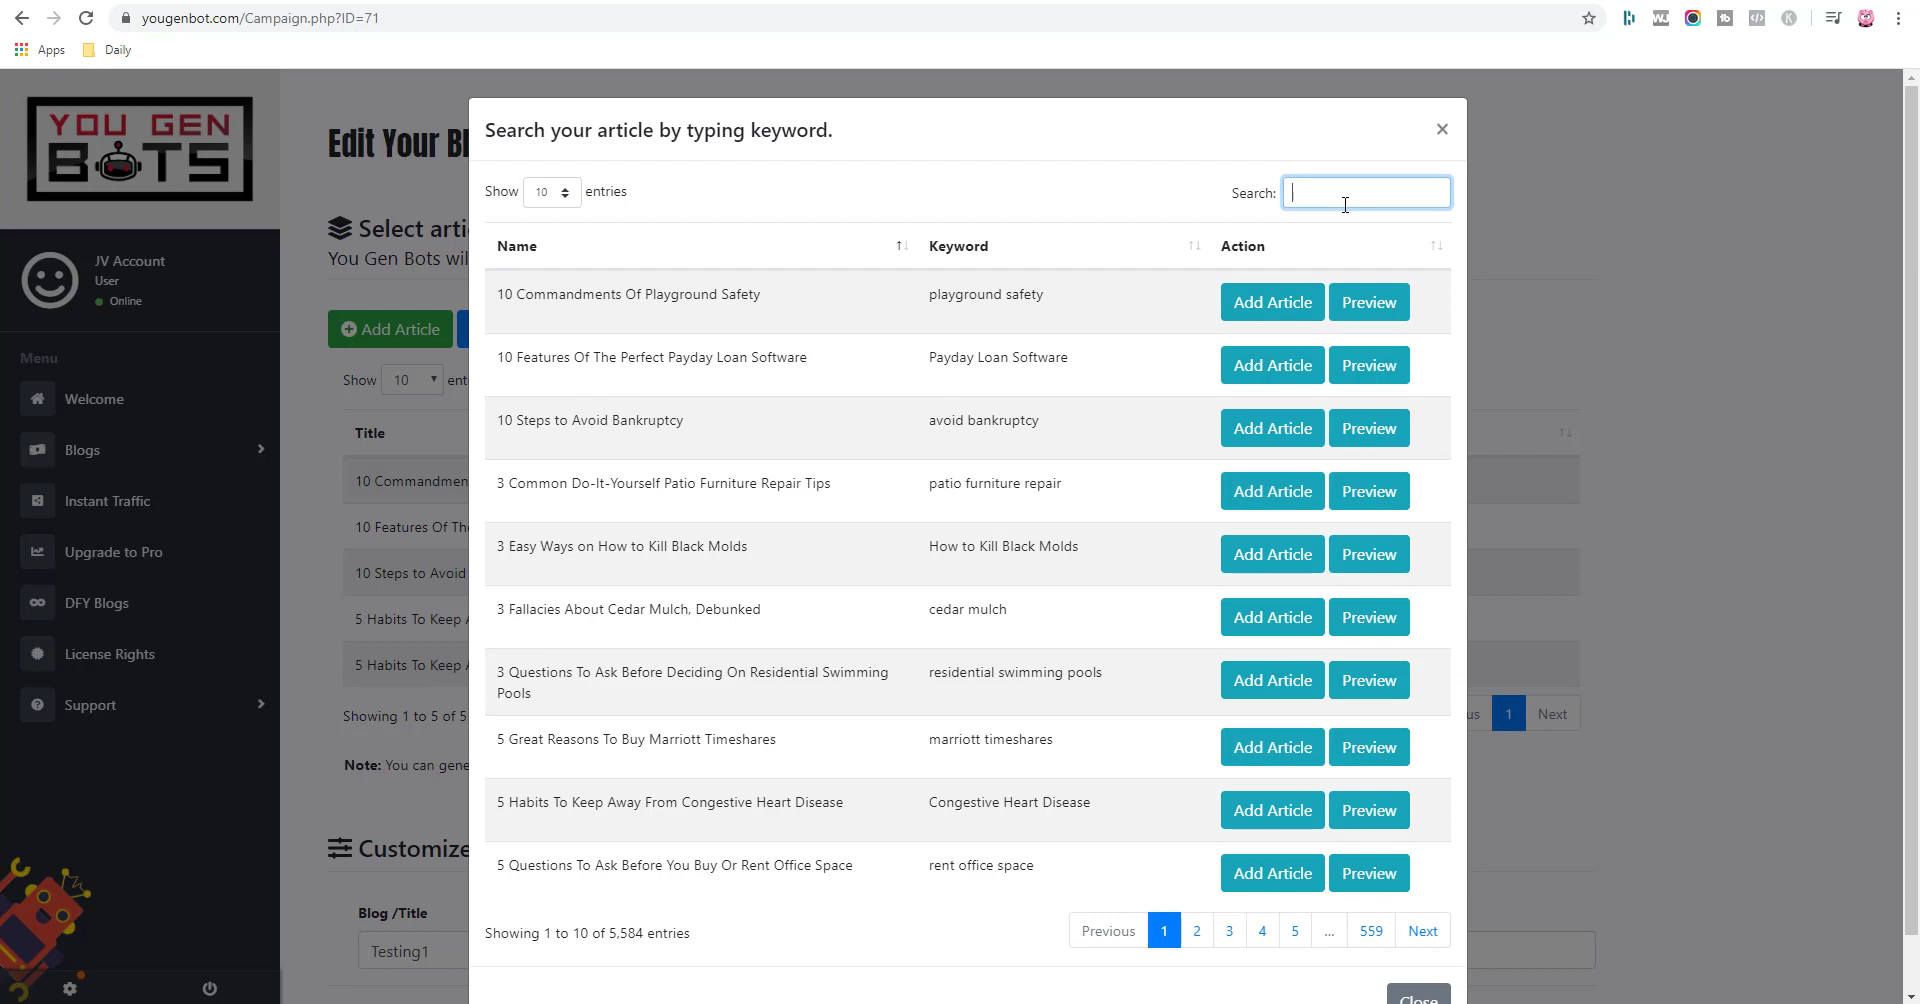 yougenbot.com/Campaign.php?ID=71
Apps
Daily
YOU GEN
BOTS
JV Account
User
Online
Menu
Welcome
Blogs
Instant Traffic
Upgrade to Pro
DFY Blogs
License Rights
Support
Edit Your Bl
Select arti
You Gen Bots wil
Add Article
Show 10 ent
Title
10 Commandmen
10 Features Of Th
10 Steps to Avoid
5 Habits To Keep A
5 Habits To Keep A
Showing 1 to 5 of 5
us 1 Next
Note: You can gene
Customize
Blog /Title
Testing1
Search your article by typing keyword.
×
Show 10 entries
Search:
Name Keyword Action
10 Commandments Of Playground Safety playground safety Add Article Preview
10 Features Of The Perfect Payday Loan Software Payday Loan Software Add Article Preview
10 Steps to Avoid Bankruptcy avoid bankruptcy Add Article Preview
3 Common Do-It-Yourself Patio Furniture Repair Tips patio furniture repair Add Article Preview
3 Easy Ways on How to Kill Black Molds How to Kill Black Molds Add Article Preview
3 Fallacies About Cedar Mulch, Debunked cedar mulch Add Article Preview
3 Questions To Ask Before Deciding On Residential Swimming residential swimming pools Add Article Preview
Pools
5 Great Reasons To Buy Marriott Timeshares marriott timeshares Add Article Preview
5 Habits To Keep Away From Congestive Heart Disease Congestive Heart Disease Add Article Preview
5 Questions To Ask Before You Buy Or Rent Office Space rent office space Add Article Preview
Showing 1 to 10 of 5,584 entries
Previous 1 2 3 4 5 ... 559 Next
Close